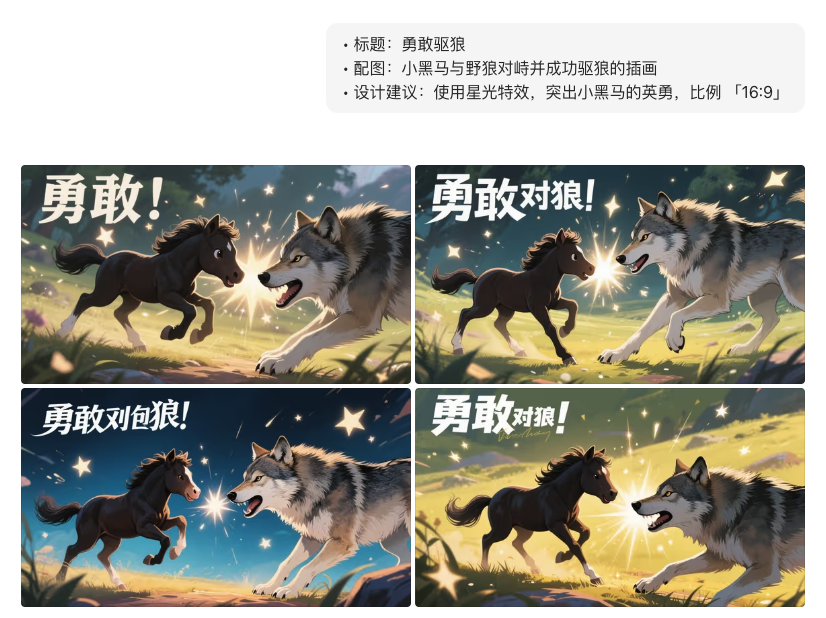 • 标题：勇敢驱狼
• 配图：小黑马与野狼对峙并成功驱狼的插画
• 设计建议：使用星光特效，突出小黑马的英勇，比例 「16:9」
勇敢！
勇敢对狼！
勇敢刈包狼！
勇敢对狼！